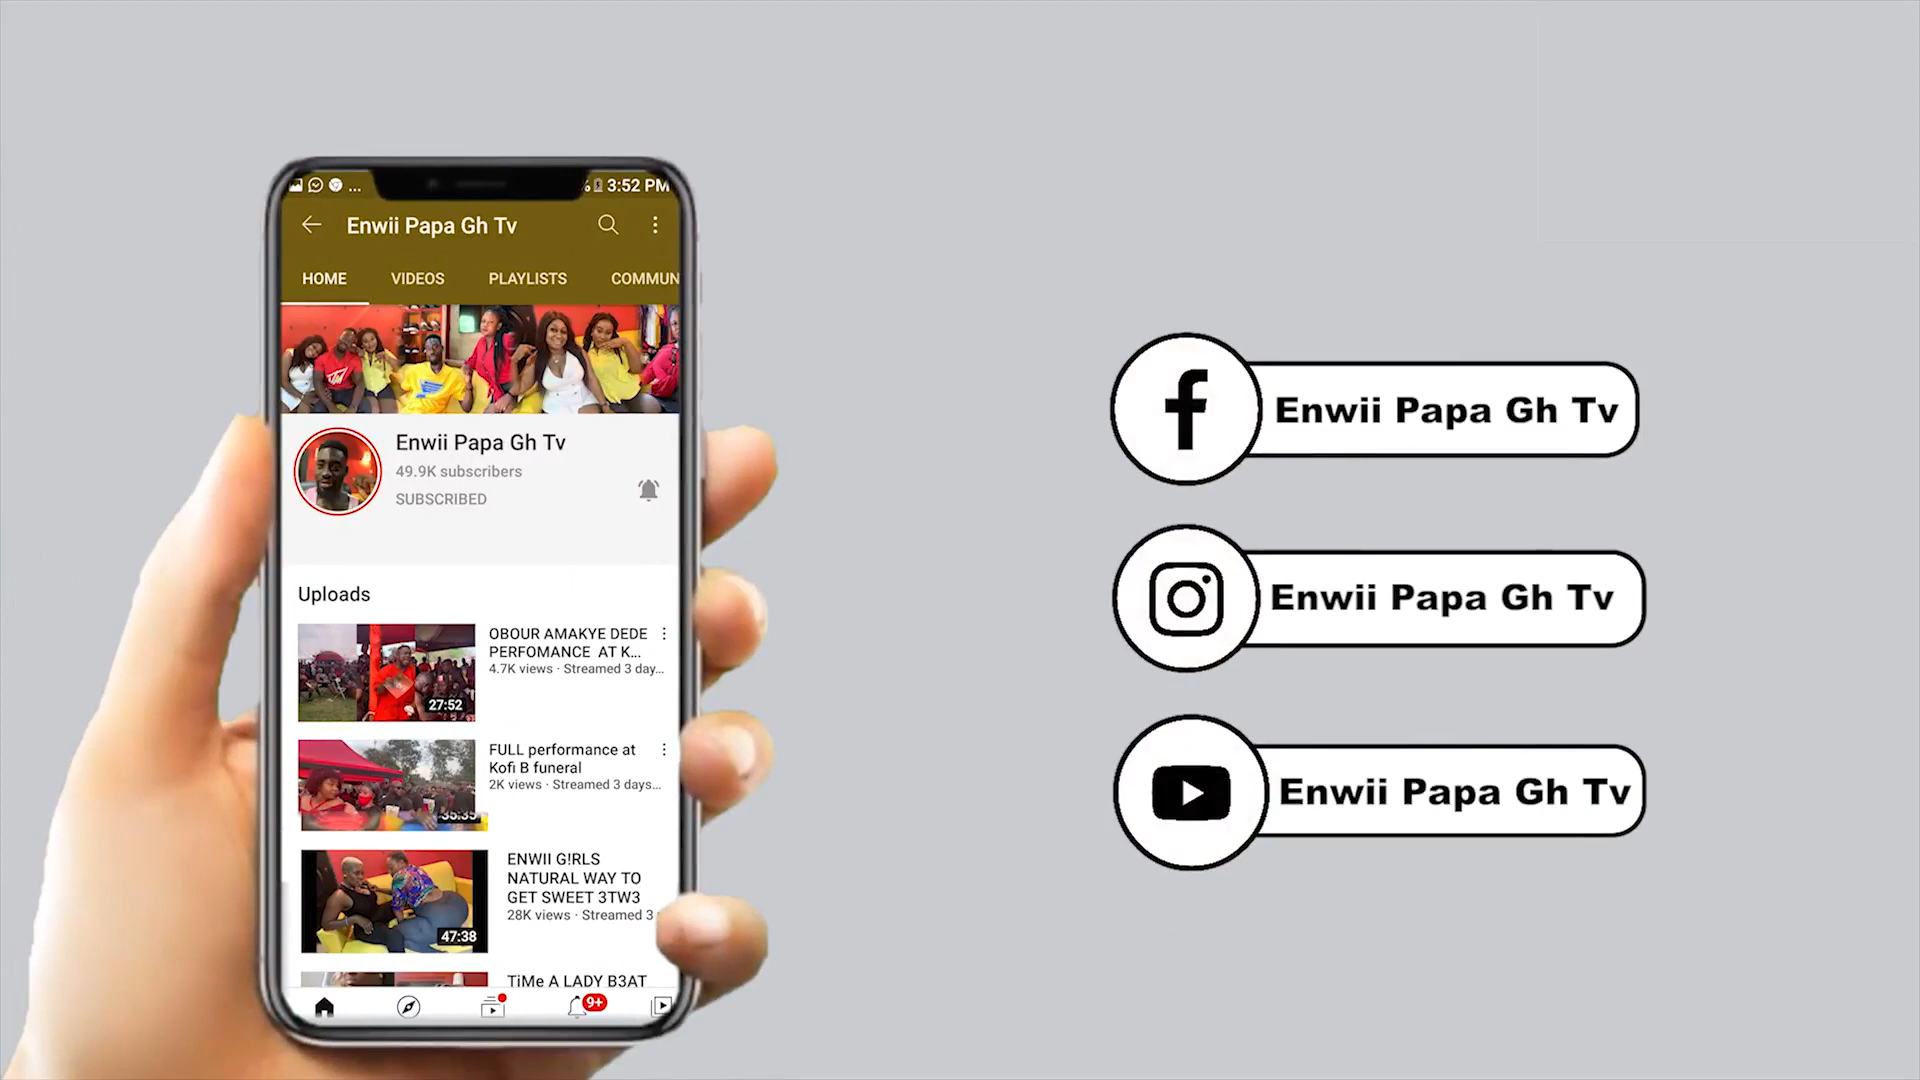 ... % 3:52 PM
Enwii Papa Gh Tv
HOME VIDEOS PLAYLISTS COMMUN
Enwii Papa Gh Tv
49.9K subscribers
SUBSCRIBED
Uploads
OBOUR AMAKYE DEDE
PERFOMANCE AT K...
4.7K views · Streamed 3 day...
27:52
FULL performance at
Kofi B funeral
2K views · Streamed 3 days...
35:35
ENWII G!RLS
NATURAL WAY TO
GET SWEET 3TW3
28K views · Streamed 3
47:38
TiMe A LADY B3AT
9+
Enwii Papa Gh Tv
Enwii Papa Gh Tv
Enwii Papa Gh Tv